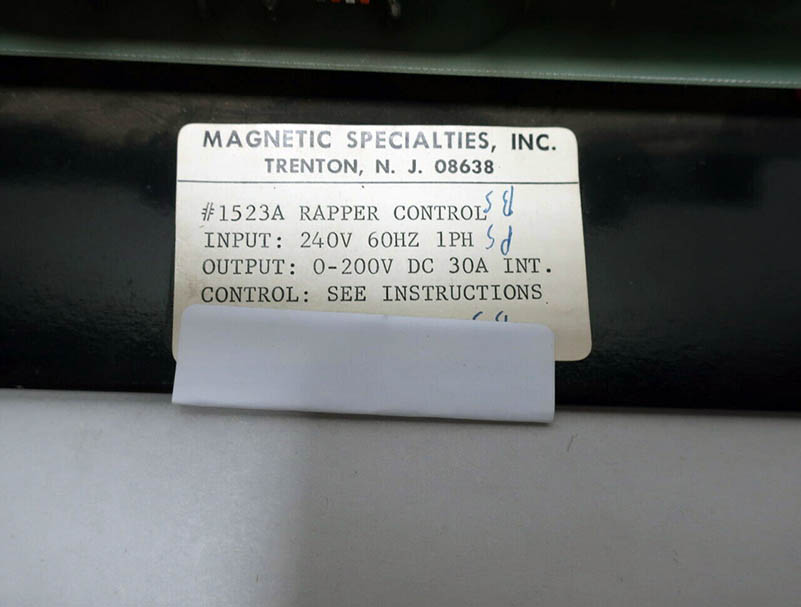 MAGNETIC SPECIALTIES, INC.
TRENTON, N. J. 08638
#1523A RAPPER CONTROL
INPUT: 240V 60HZ 1PH
OUTPUT: 0-200V DC 30A INT.
CONTROL: SEE INSTRUCTIONS